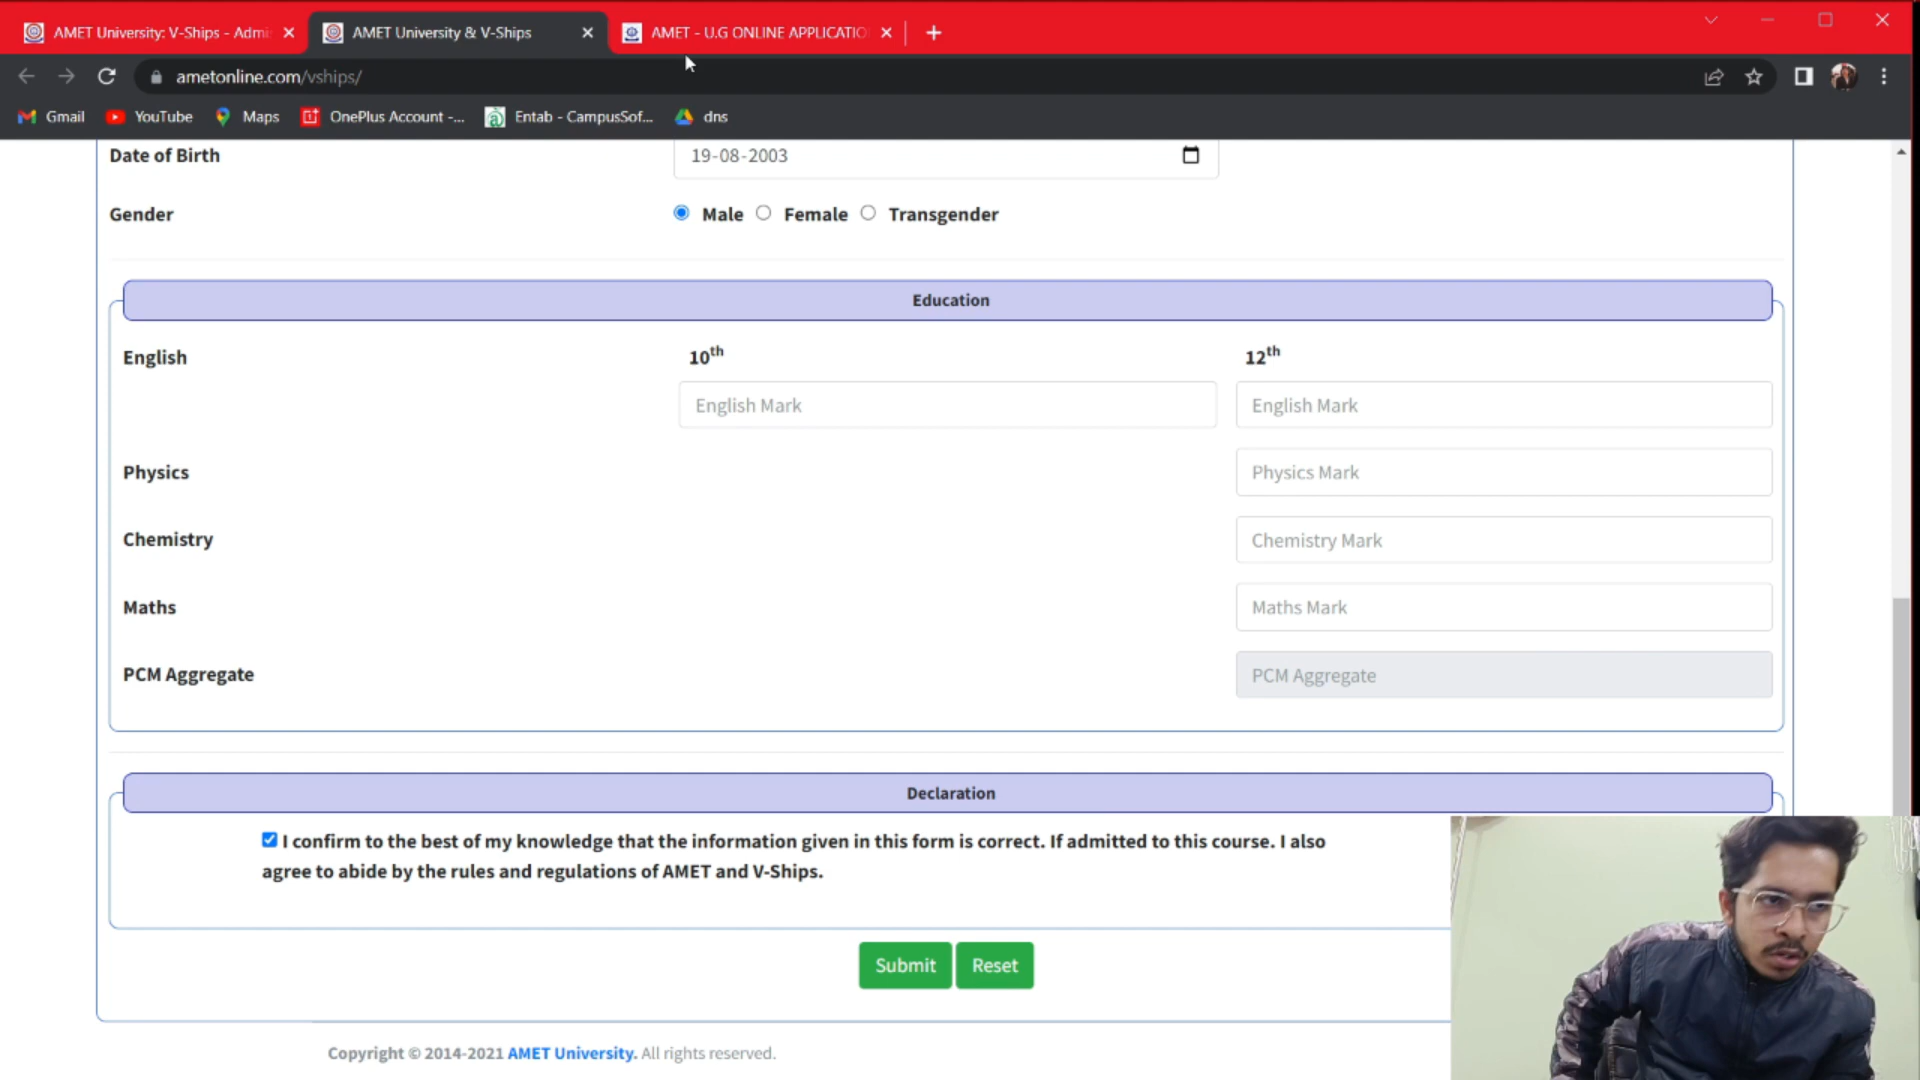 AMET University: V-Ships - Admi
AMET University & V-Ships
AMET - U.G ONLINE APPLICATIO
ametonline.com/vships/
Gmail
YouTube
Maps
OnePlus Account -...
Entab - CampusSof...
dns
Date of Birth
19-08-2003
Gender
Male
Female
Transgender
Education
English
10th
12th
English Mark
English Mark
Physics
Physics Mark
Chemistry
Chemistry Mark
Maths
Maths Mark
PCM Aggregate
PCM Aggregate
Declaration
I confirm to the best of my knowledge that the information given in this form is correct. If admitted to this course. I also
agree to abide by the rules and regulations of AMET and V-Ships.
Submit
Reset
Copyright © 2014-2021 AMET University. All rights reserved.